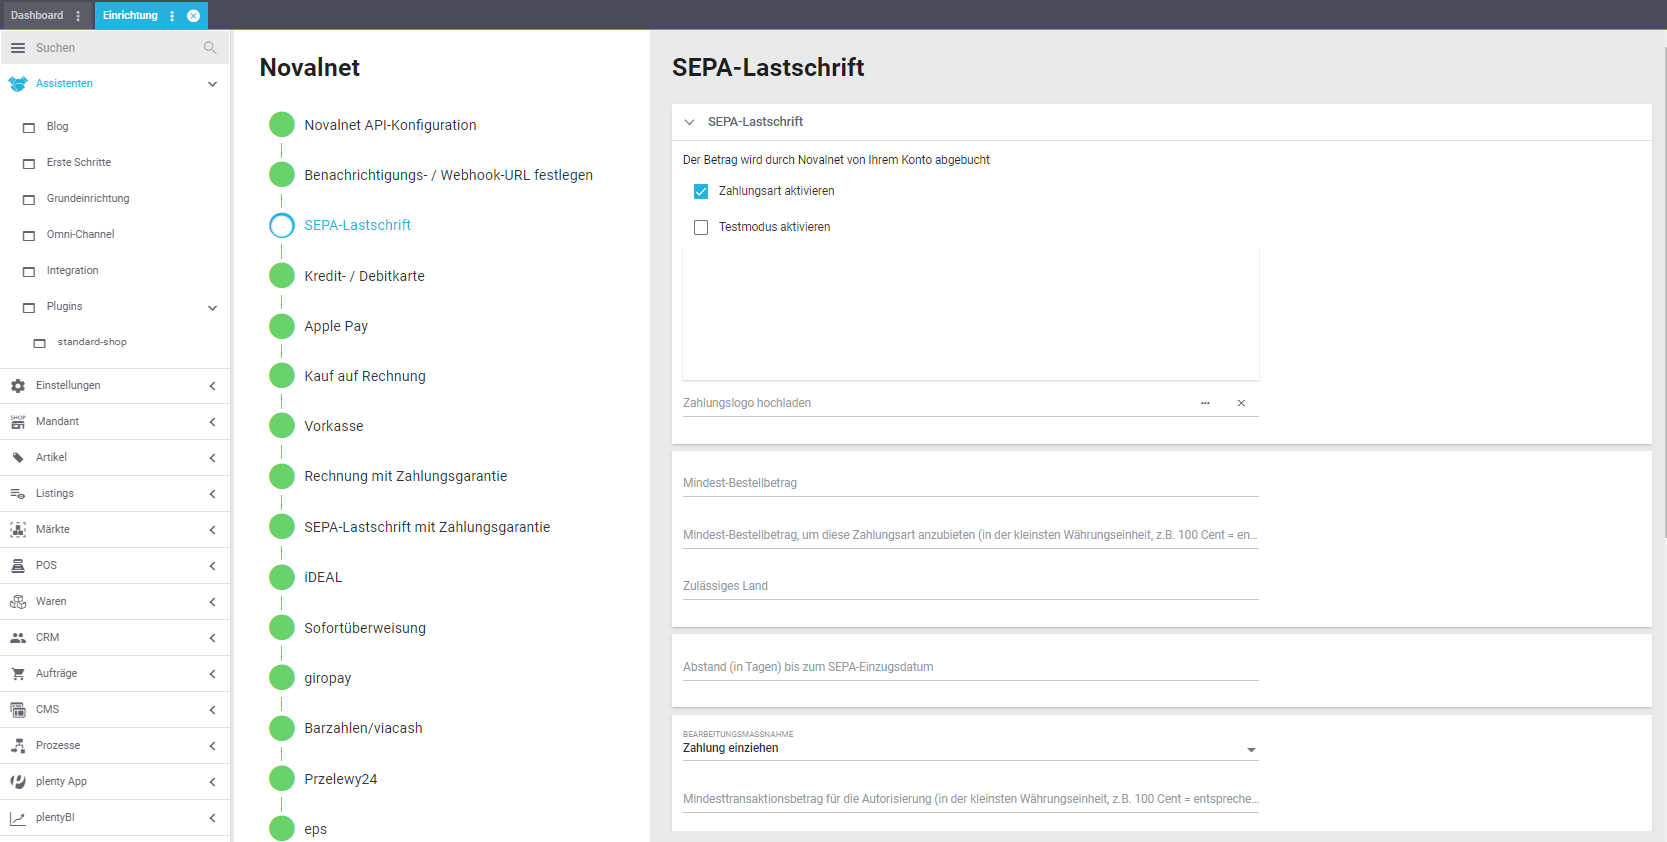 Dashboard
Einrichtung
Suchen
Assistenten
Blog
Erste Schritte
Grundeinrichtung
Omni-Channel
Integration
Plugins
standard-shop
Einstellungen
SHOP
Mandant
Artikel
Listings
Märkte
POS
Waren
CRM
Aufträge
CMS
Prozesse
plenty App
plentyBI
Novalnet
Novalnet API-Konfiguration
Benachrichtigungs- / Webhook-URL festlegen
SEPA-Lastschrift
Kredit- / Debitkarte
Apple Pay
Kauf auf Rechnung
Vorkasse
Rechnung mit Zahlungsgarantie
SEPA-Lastschrift mit Zahlungsgarantie
iDEAL
Sofortüberweisung
giropay
Barzahlen/viacash
Przelewy24
eps
SEPA-Lastschrift
SEPA-Lastschrift
Der Betrag wird durch Novalnet von Ihrem Konto abgebucht
Zahlungsart aktivieren
Testmodus aktivieren
Zahlungslogo hochladen
Mindest-Bestellbetrag
Mindest-Bestellbetrag, um diese Zahlungsart anzubieten (in der kleinsten Währungseinheit, z.B. 100 Cent = en...
Zulässiges Land
Abstand (in Tagen) bis zum SEPA-Einzugsdatum
BEARBEITUNGSMASSNAHME
Zahlung einziehen
Mindesttransaktionsbetrag für die Autorisierung (in der kleinsten Währungseinheit, z.B. 100 Cent = entspreche...